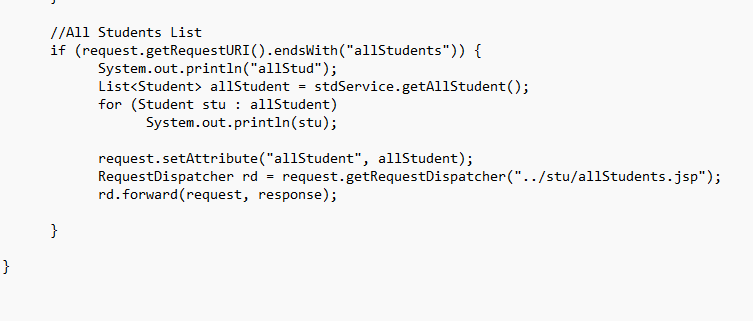 }
//All Students List
if (request.getRequestURI().endsWith("allStudents")) {
System.out.println("allStud");
List<Student> allStudent = stdService.getAllStudent();
for (Student stu : allStudent)
System.out.println(stu);
request.setAttribute("allStudent", allStudent);
RequestDispatcher rd = request.getRequestDispatcher("../stu/allStudents.jsp");
rd.forward(request, response);
}
}